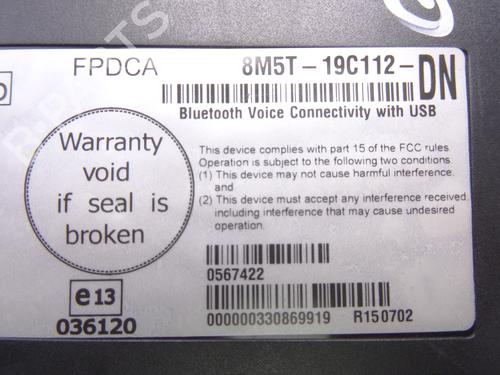 FPDCA
8M5T-19C112-DN
Bluetooth Voice Connectivity with USB
Warranty
void
if seal is
broken
This device complies with part 15 of the FCC rules
Operation is subject to the following two conditions
(1) This device may not cause harmful interference.
and
(2) This device must accept any interference received,
including interference that may cause undesired
operation.
0567422
e13
036120
000000330869919
R150702